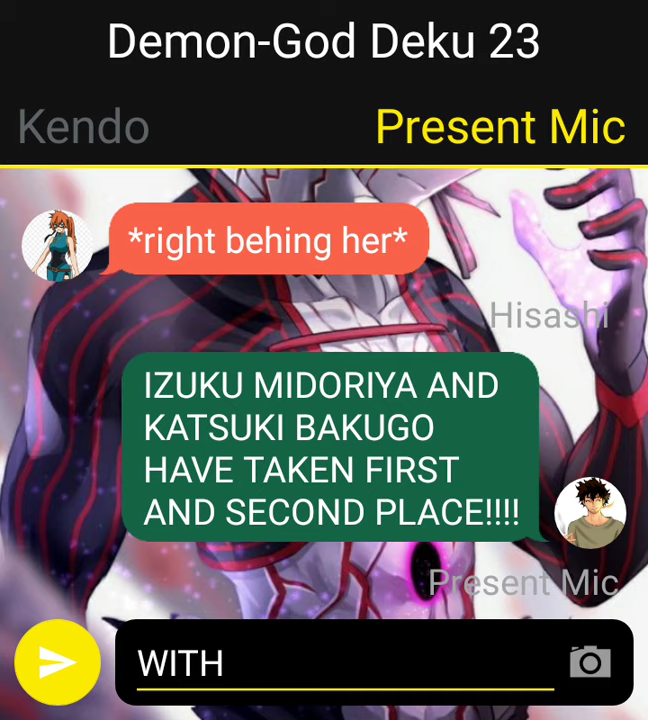 Demon-God Deku 23
Kendo
Present Mic
*right behing her*
Hisashi
IZUKU MIDORIYA AND
KATSUKI BAKUGO
HAVE TAKEN FIRST
AND SECOND PLACE!!!!
Present Mic
WITH